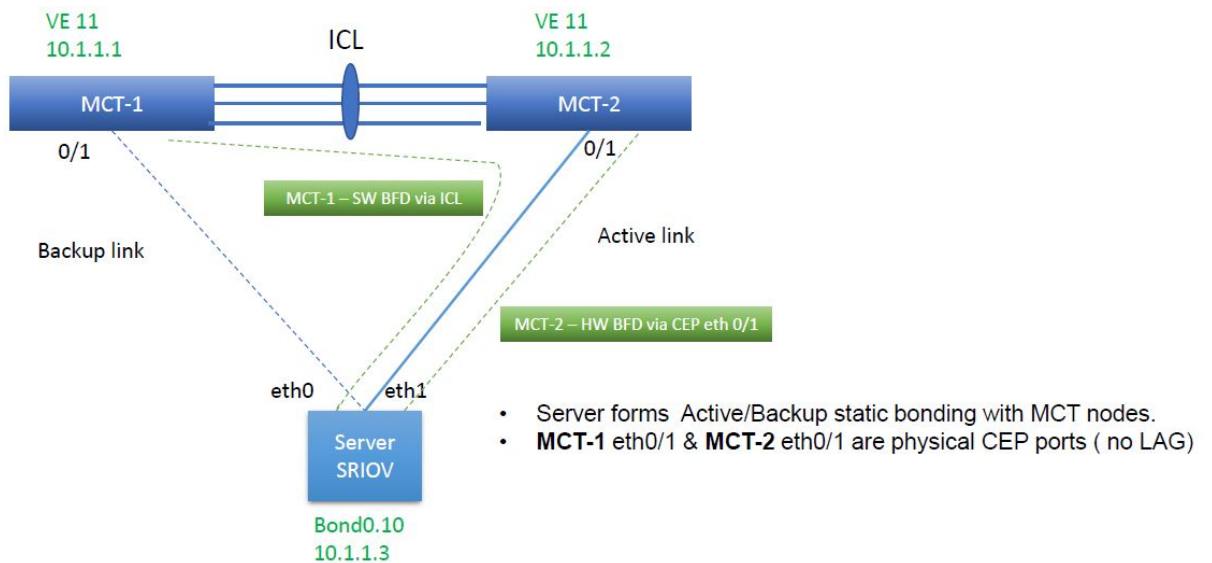 VE 11
10.1.1.1
ICL
VE 11
10.1.1.2
MCT-1
MCT-2
0/1
0/1
MCT-1 – SW BFD via ICL
Backup link
Active link
MCT-2 – HW BFD via CEP eth 0/1
eth0
eth1
Server
SRIOV
• Server forms Active/Backup static bonding with MCT nodes.
• MCT-1 eth0/1 & MCT-2 eth0/1 are physical CEP ports ( no LAG)
Bond0.10
10.1.1.3